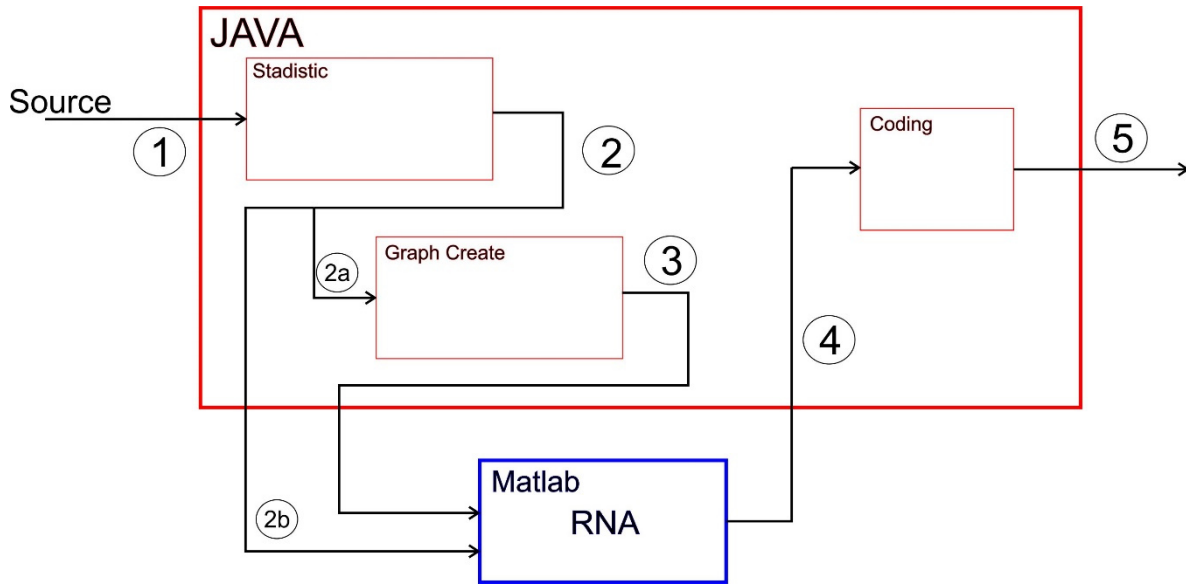 JAVA
Stadistic
Source
1
2
Coding
5
2a
Graph Create
3
4
Matlab
RNA
2b